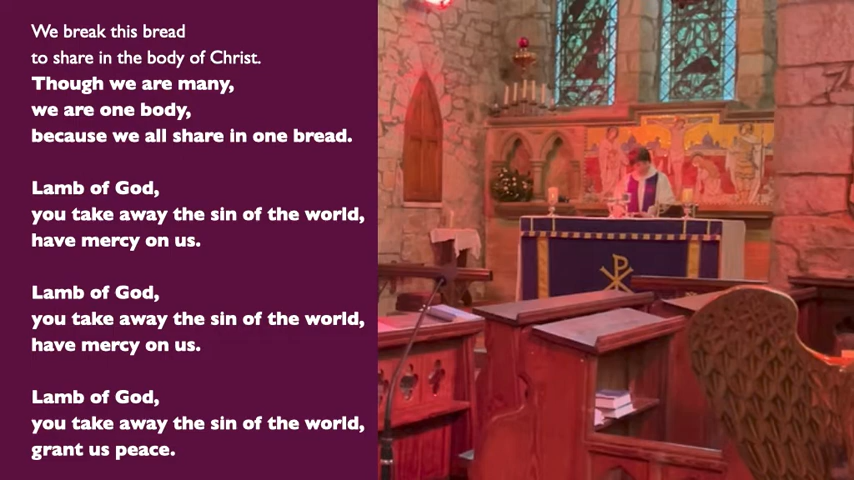 We break this bread
to share in the body of Christ.
Though we are many,
we are one body,
because we all share in one bread.
Lamb of God,
you take away the sin of the world,
have mercy on us.
Lamb of God,
you take away the sin of the world,
have mercy on us.
Lamb of God,
you take away the sin of the world,
grant us peace.